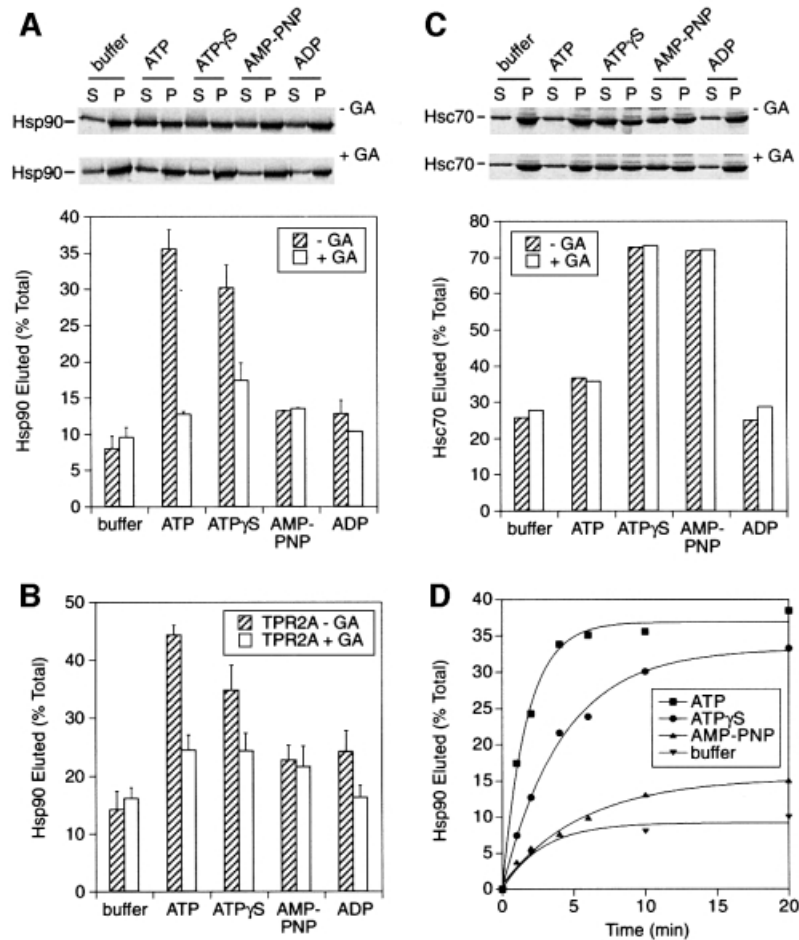 A
buffer ATP ATPγS AMP-PNP ADP
S P S P S P S P S P
Hsp90 - GA
Hsp90 + GA
Hsp90 Eluted (% Total)
40
35
30
25
20
15
10
5
0
- GA
+ GA
buffer ATP ATPγS AMP-PNP ADP
B
Hsp90 Eluted (% Total)
50
40
30
20
10
0
TPR2A - GA
TPR2A + GA
buffer ATP ATPγS AMP-PNP ADP
C
buffer ATP ATPγS AMP-PNP ADP
S P S P S P S P S P
Hsc70 - GA
Hsc70 + GA
Hsc70 Eluted (% Total)
80
70
60
50
40
30
20
10
0
- GA
+ GA
buffer ATP ATPγS AMP-PNP ADP
D
Hsp90 Eluted (% Total)
40
35
30
25
20
15
10
5
0
ATP
ATPγS
AMP-PNP
buffer
0 5 10 15 20
Time (min)